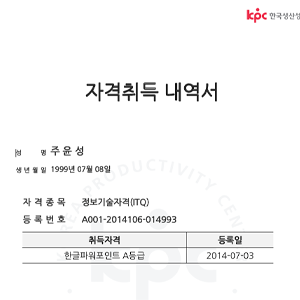 kpc 한국생산성
자격취득 내역서
성 명 주윤성
생년월일 1999년 07월 08일
자격종목 정보기술자격(ITQ)
등록번호 A001-2014106-014993
취득자격 등록일
한글파워포인트 A등급 2014-07-03
PRODUCTIVITY CEN